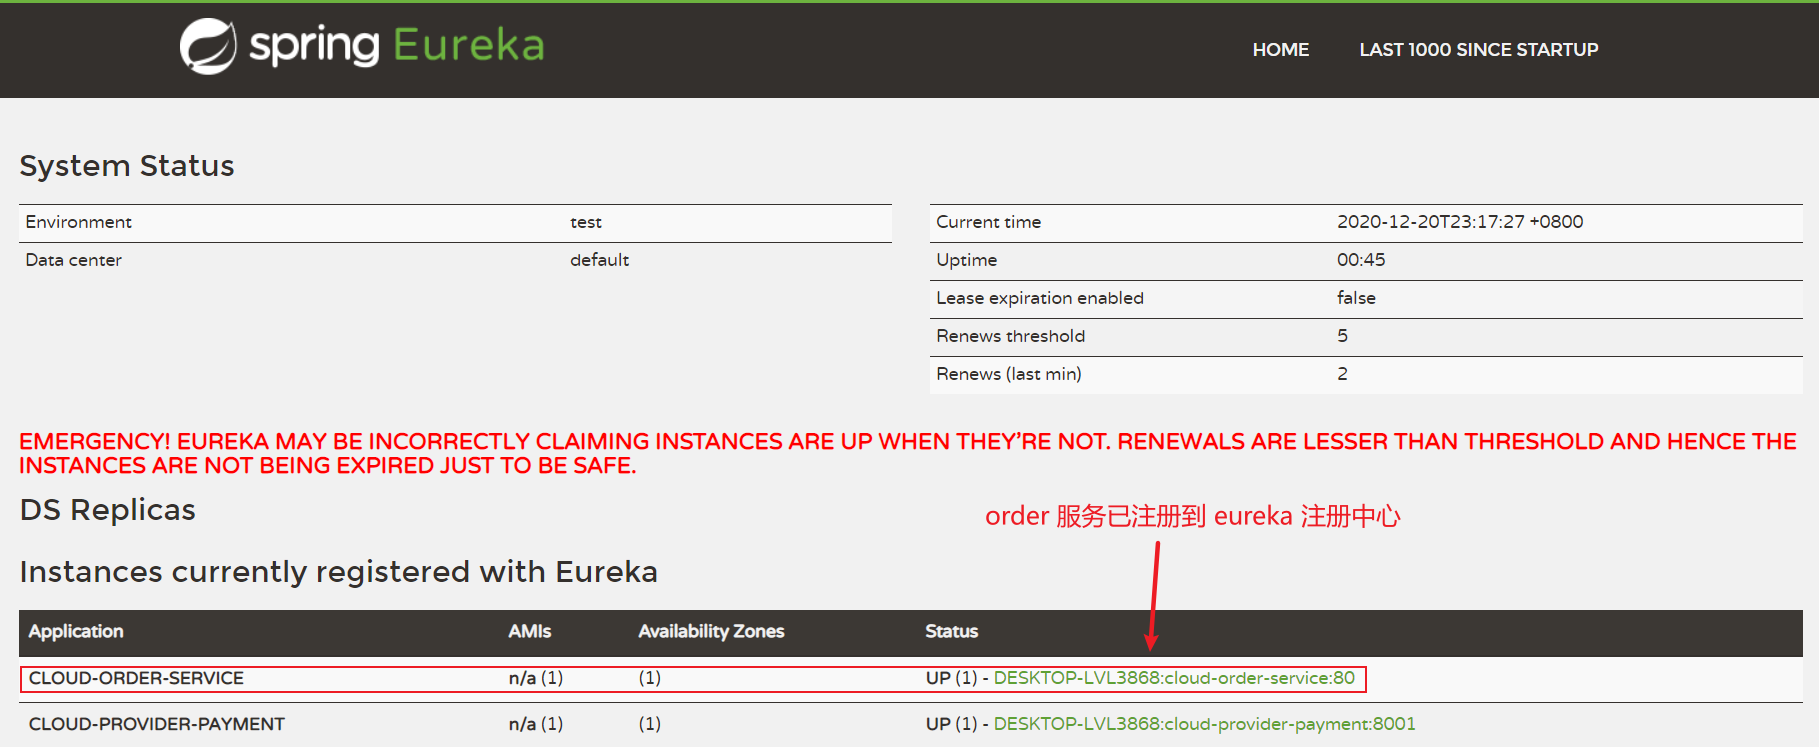 spring Eureka
HOME LAST 1000 SINCE STARTUP
System Status
Environment test
Data center default
Current time 2020-12-20T23:17:27 +0800
Uptime 00:45
Lease expiration enabled false
Renews threshold 5
Renews (last min) 2
EMERGENCY! EUREKA MAY BE INCORRECTLY CLAIMING INSTANCES ARE UP WHEN THEY'RE NOT. RENEWALS ARE LESSER THAN THRESHOLD AND HENCE THE
INSTANCES ARE NOT BEING EXPIRED JUST TO BE SAFE.
DS Replicas
order 服务已注册到 eureka 注册中心
Instances currently registered with Eureka
Application AMIs Availability Zones Status
CLOUD-ORDER-SERVICE n/a (1) (1) UP (1) - DESKTOP-LVL3868:cloud-order-service:80
CLOUD-PROVIDER-PAYMENT n/a (1) (1) UP (1) - DESKTOP-LVL3868:cloud-provider-payment:8001